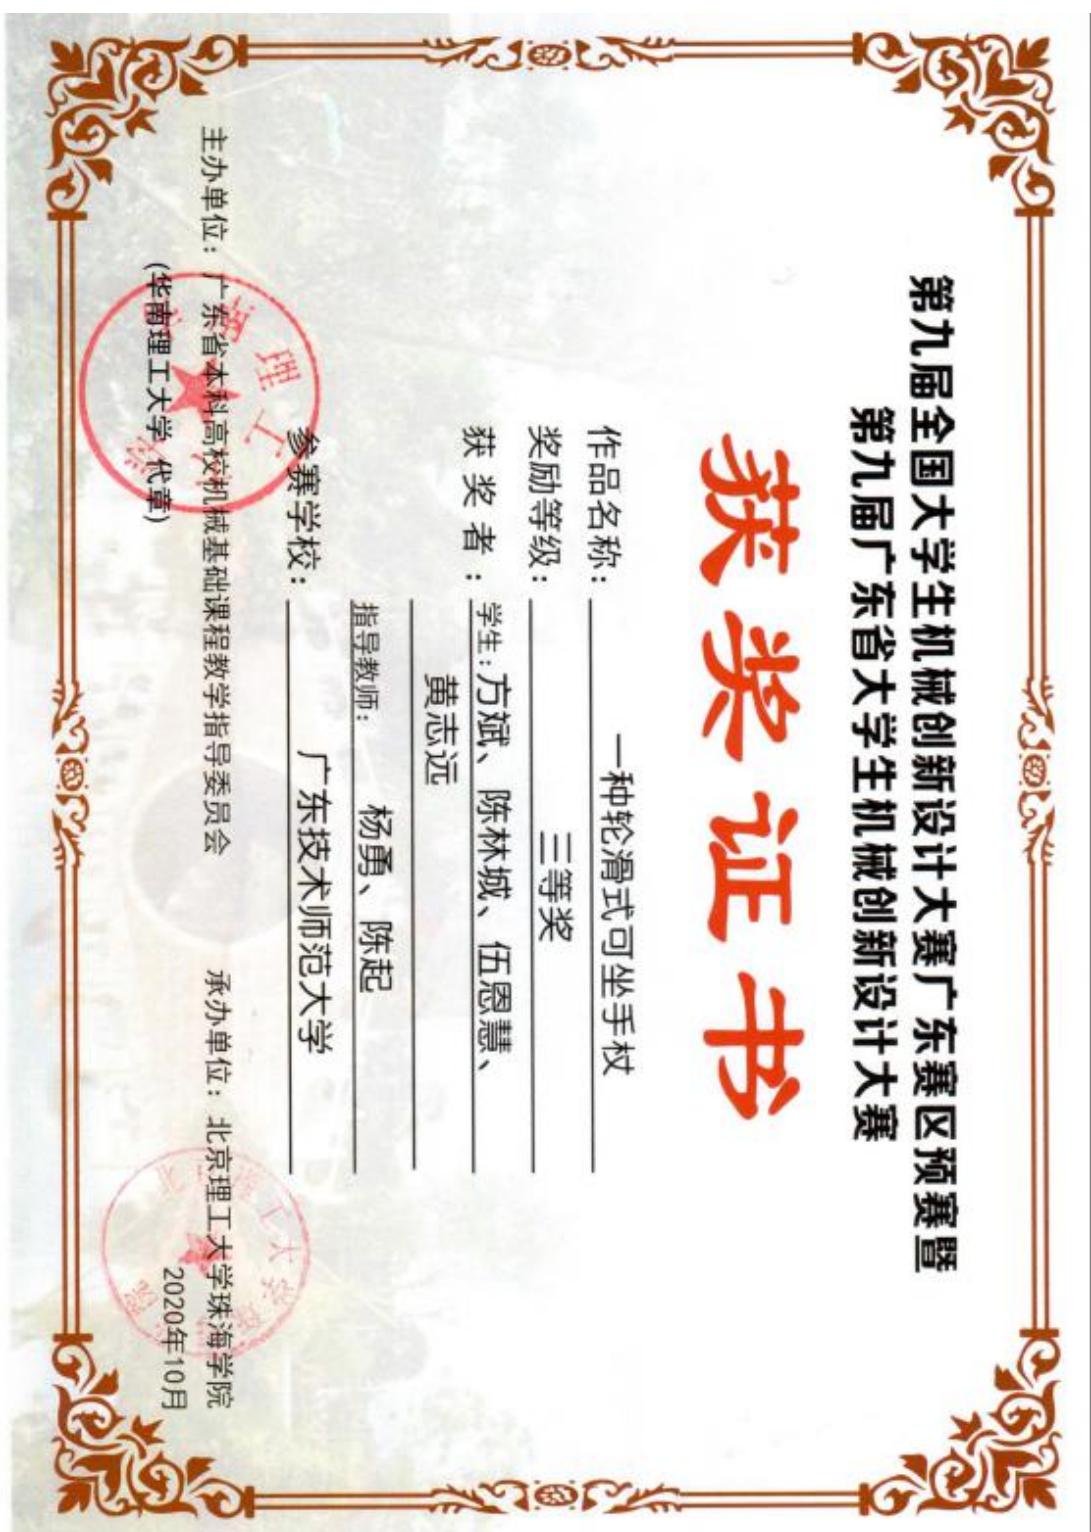 第九届全国大学生机械创新设计大赛广东赛区预赛暨
第九届广东省大学生机械创新设计大赛
获奖证书
作品名称：一种轮滑式可坐手杖
奖励等级：三等奖
获奖者：学生：方斌、陈林城、伍恩慧、
黄志远
指导教师：杨勇、陈起
参赛学校：广东技术师范大学
主办单位：广东省本科高校机械基础课程教学指导委员会 承办单位：北京理工大学珠海学院
(华南理工大学 代章) 2020年10月